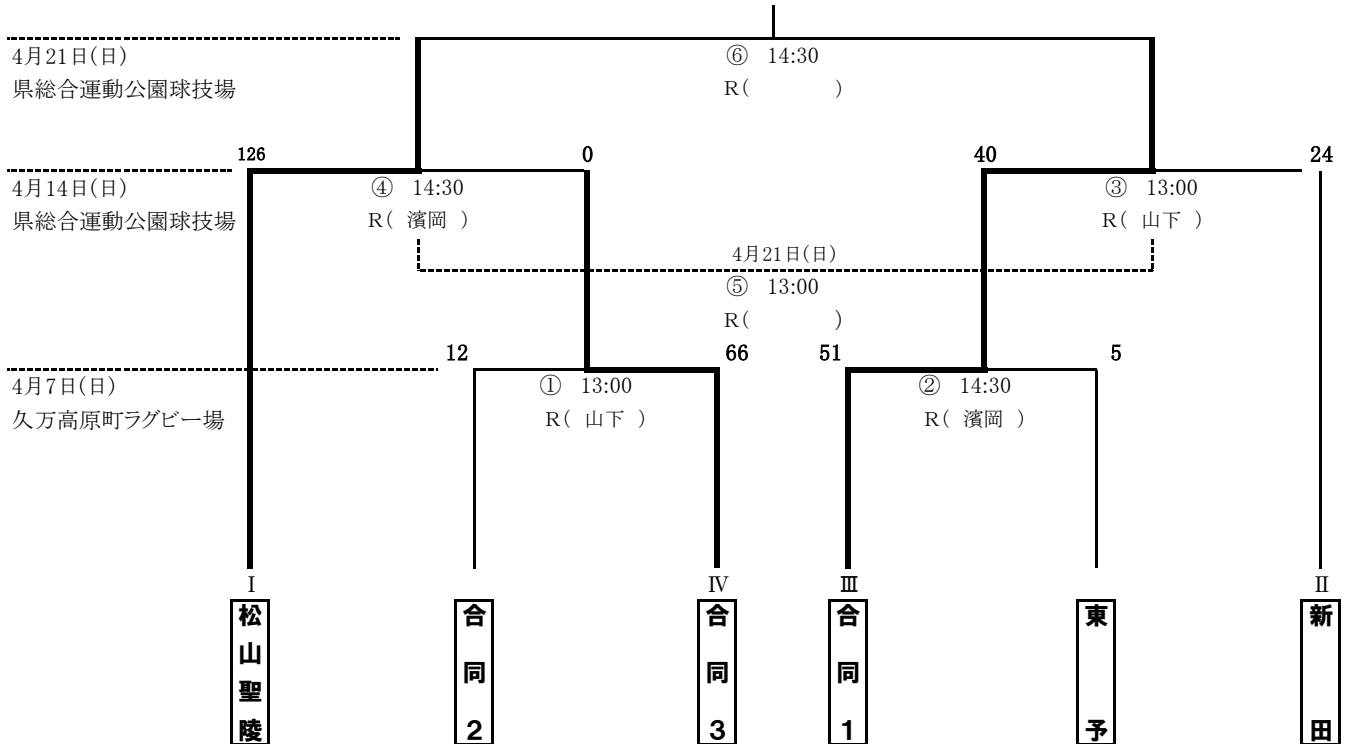 4月21日(日)
県総合運動公園球技場
⑥ 14:30
R( )
126
0
40
24
4月14日(日)
県総合運動公園球技場
④ 14:30
R( 濱岡 )
③ 13:00
R( 山下 )
4月21日(日)
⑤ 13:00
R( )
12
66
51
5
4月7日(日)
久万高原町ラグビー場
① 13:00
R( 山下 )
② 14:30
R( 濱岡 )
Ⅰ
Ⅳ
Ⅲ
Ⅱ
松山聖陵
合同2
合同3
合同1
東予
新田